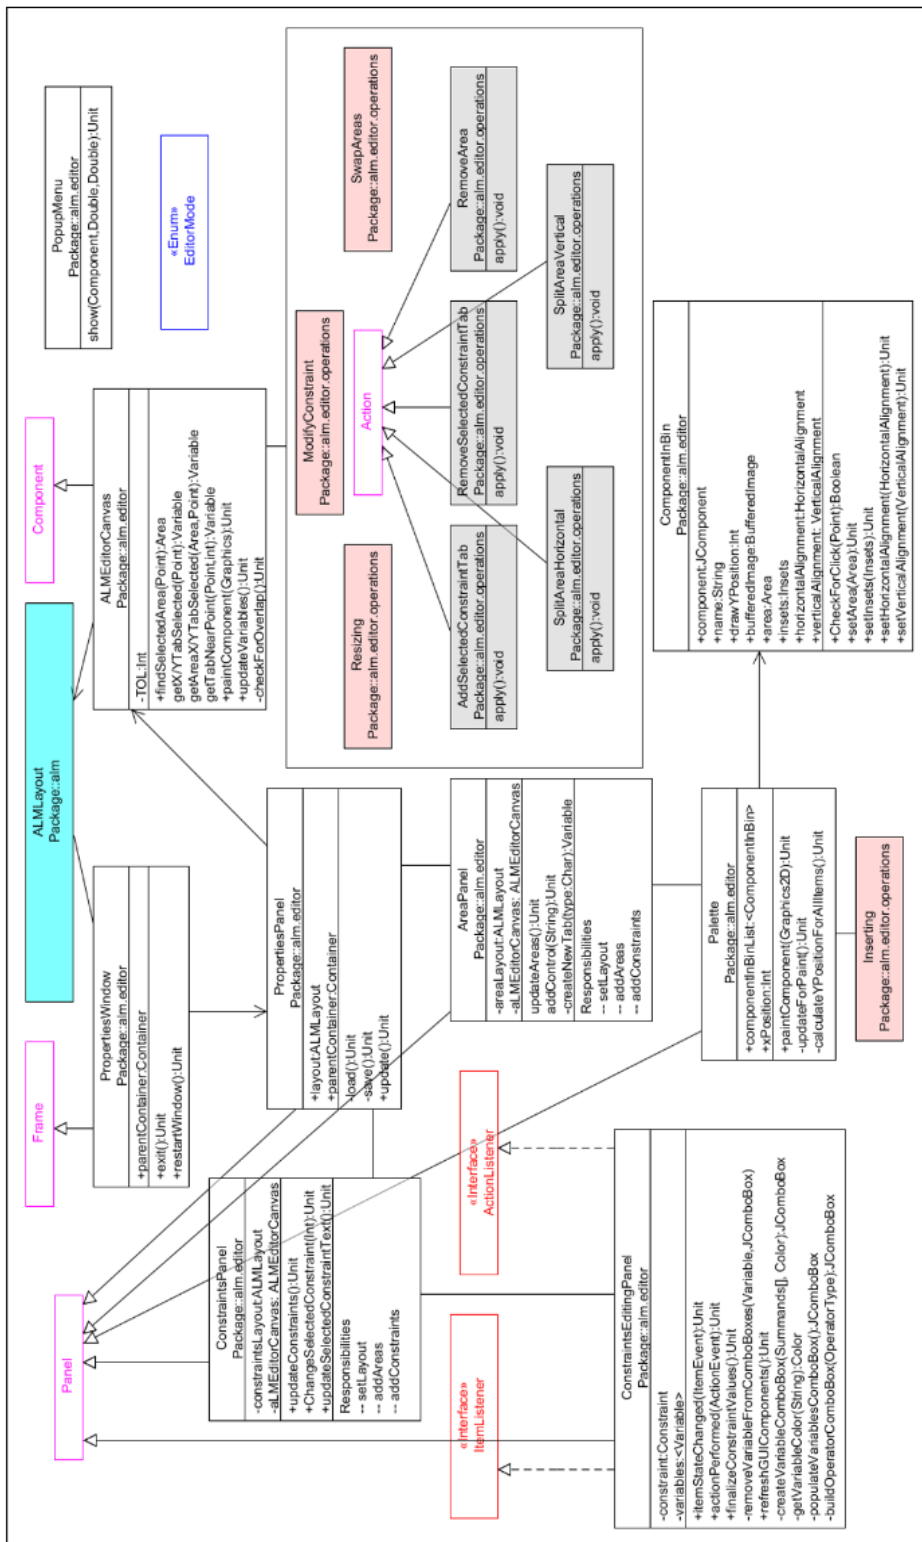 Panel
Frame
ALMLayout
Package::alm
Component
PopupMenu
Package::alm.editor
show(Component,Double,Double):Unit
«Enum»
EditorMode
PropertiesWindow
Package::alm.editor
+parentContainer:Container
+exit():Unit
+restartWindow():Unit
ALMEditorCanvas
Package::alm.editor
-TOL:Int
+findSelectedArea(Point):Area
getX/YTabSelected(Point):Variable
getAreaX/YTabSelected(Area,Point):Variable
getTabNearPoint(Point,int):Variable
+paintComponent(Graphics):Unit
+updateVariables():Unit
-checkForOverlap():Unit
ConstraintsPanel
Package::alm.editor
-constraintsLayout:ALMLayout
-aLMEditorCanvas: ALMEditorCanvas
+updateConstraints():Unit
+ChangeSelectedConstraint(Int):Unit
+updateSelectedConstraintText():Unit
Responsibilities
-- setLayout
-- addAreas
-- addConstraints
PropertiesPanel
Package::alm.editor
+layout:ALMLayout
+parentContainer:Container
-load():Unit
-save():Unit
+update():Unit
Resizing
Package::alm.editor.operations
ModifyConstraint
Package::alm.editor.operations
SwapAreas
Package::alm.editor.operations
Action
AddSelectedConstraintTab
Package::alm.editor.operations
apply():void
RemoveSelectedConstraintTab
Package::alm.editor.operations
apply():void
RemoveArea
Package::alm.editor.operations
apply():void
SplitAreaHorizontal
Package::alm.editor.operations
apply():void
SplitAreaVertical
Package::alm.editor.operations
apply():void
«Interface»
ItemListener
«Interface»
ActionListener
AreaPanel
Package::alm.editor
-areaLayout:ALMLayout
-aLMEditorCanvas: ALMEditorCanvas
updateAreas():Unit
addControl(String):Unit
-createNewTab(type:Char):Variable
Responsibilities
-- setLayout
-- addAreas
-- addConstraints
ConstraintsEditingPanel
Package::alm.editor
-constraint:Constraint
-variables:<Variable>
+itemStateChanged(ItemEvent):Unit
+actionPerformed(ActionEvent):Unit
+finalizeConstraintValues():Unit
-removeVariableFromComboBoxes(Variable,JComboBox)
+refreshGUIComponents():Unit
-createVariableComboBox(Summands[], Color):JComboBox
-getVariableColor(String):Color
-populateVariablesComboBox():JComboBox
-buildOperatorComboBox(OperatorType):JComboBox
Palette
Package::alm.editor
+componentInBinList:<ComponentInBin>
+xPosition:Int
+paintComponent(Graphics2D):Unit
-updateForPaint():Unit
-calculateYPositionForAllItems():Unit
Inserting
Package::alm.editor.operations
ComponentInBin
Package::alm.editor
+component:JComponent
+name:String
+drawYPosition:Int
+bufferedImage:BufferedImage
+area:Area
+insets:Insets
+horizontalAlignment:HorizontalAlignment
+verticalAlignment: VerticalAlignment
+CheckForClick(Point):Boolean
+setArea(Area):Unit
+setInsets(Insets):Unit
+setHorizontalAlignment(HorizontalAlignment):Unit
+setVerticalAlignment(VerticalAlignment):Unit